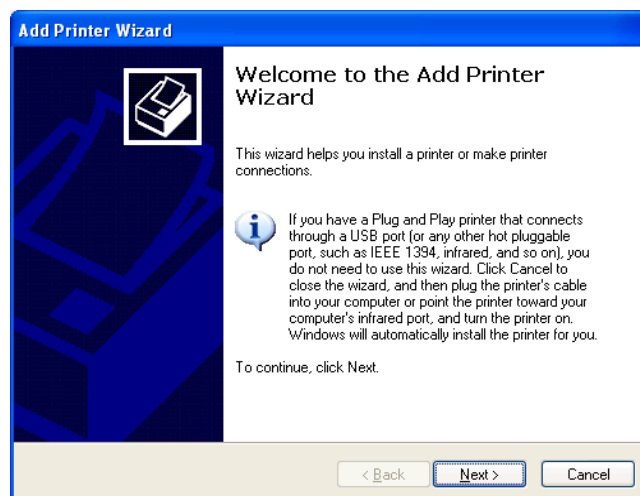 Add Printer Wizard
Welcome to the Add Printer
Wizard
This wizard helps you install a printer or make printer
connections.
If you have a Plug and Play printer that connects
through a USB port (or any other hot pluggable
port, such as IEEE 1394, infrared, and so on), you
do not need to use this wizard. Click Cancel to
close the wizard, and then plug the printer's cable
into your computer or point the printer toward your
computer's infrared port, and turn the printer on.
Windows will automatically install the printer for you.
To continue, click Next.
< Back Next > Cancel